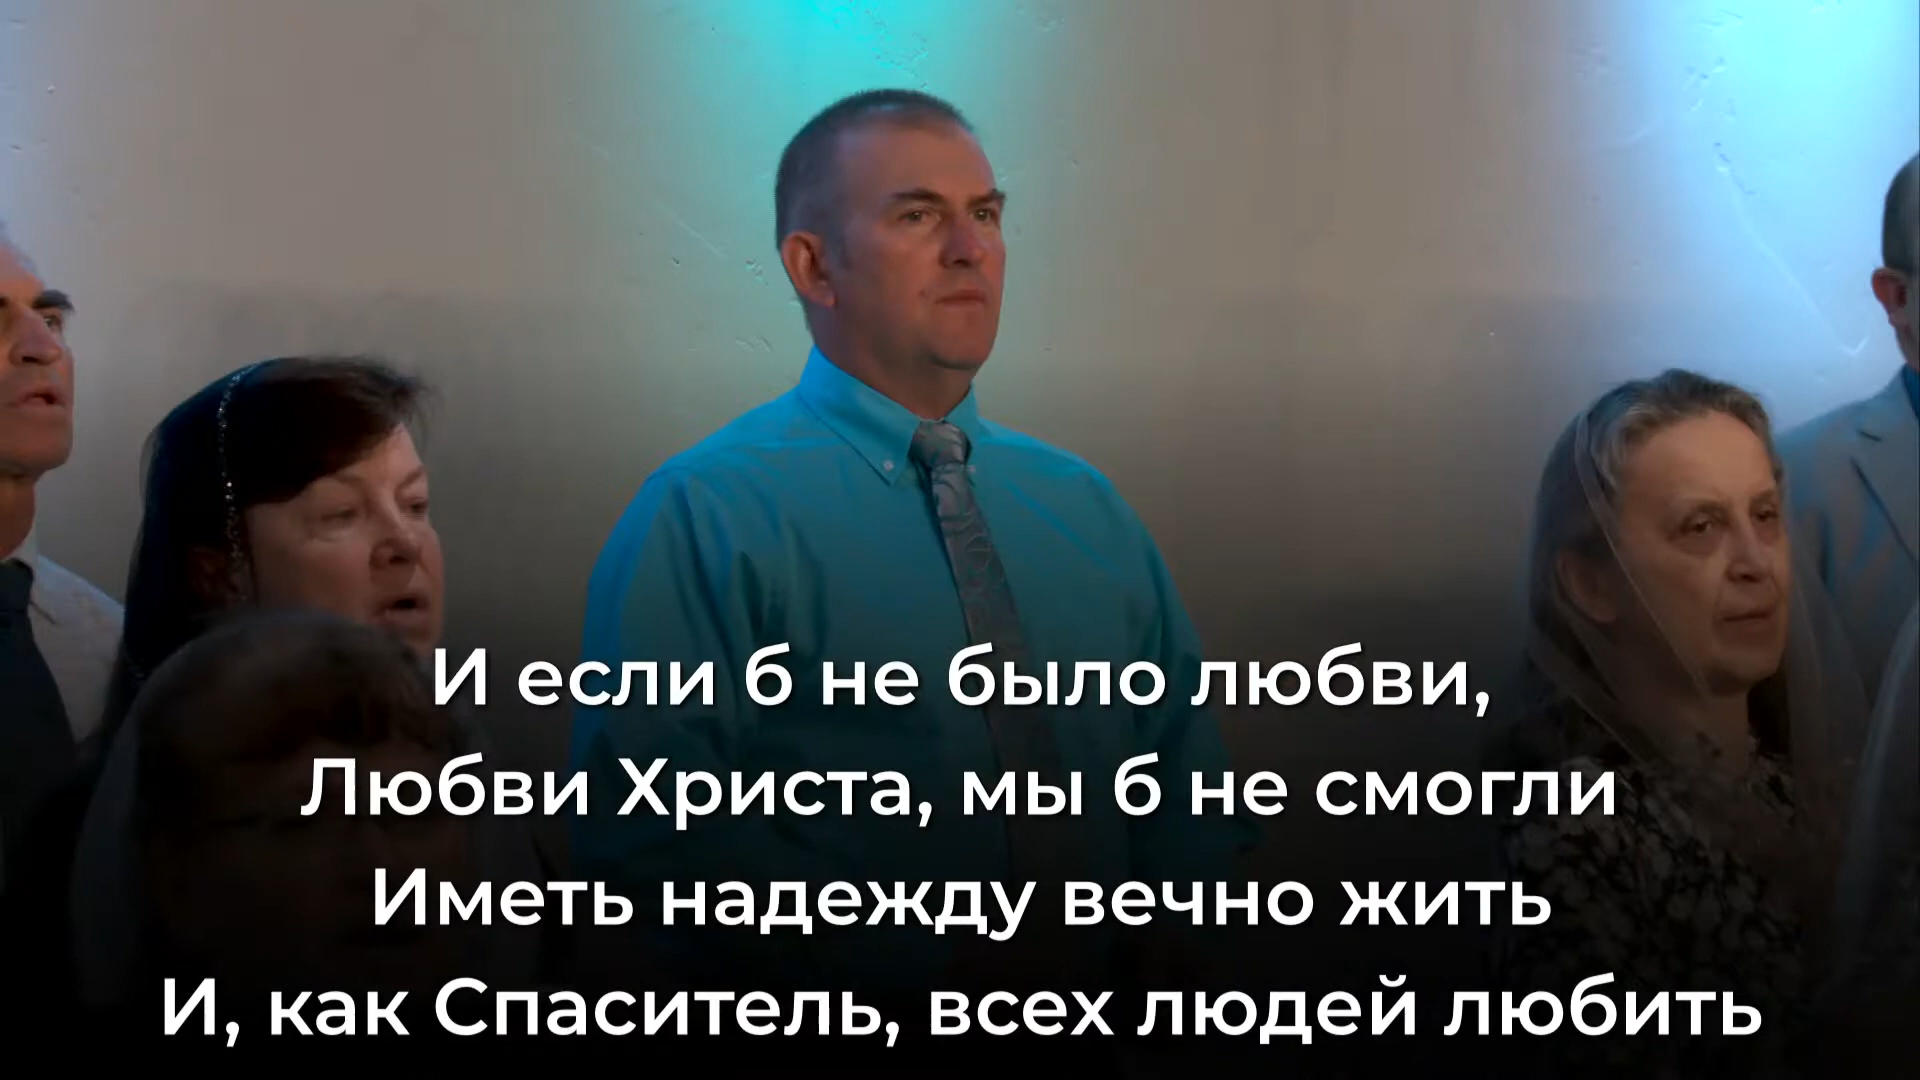 И если б не было любви,
Любви Христа, мы б не смогли
Иметь надежду вечно жить
И, как Спаситель, всех людей любить